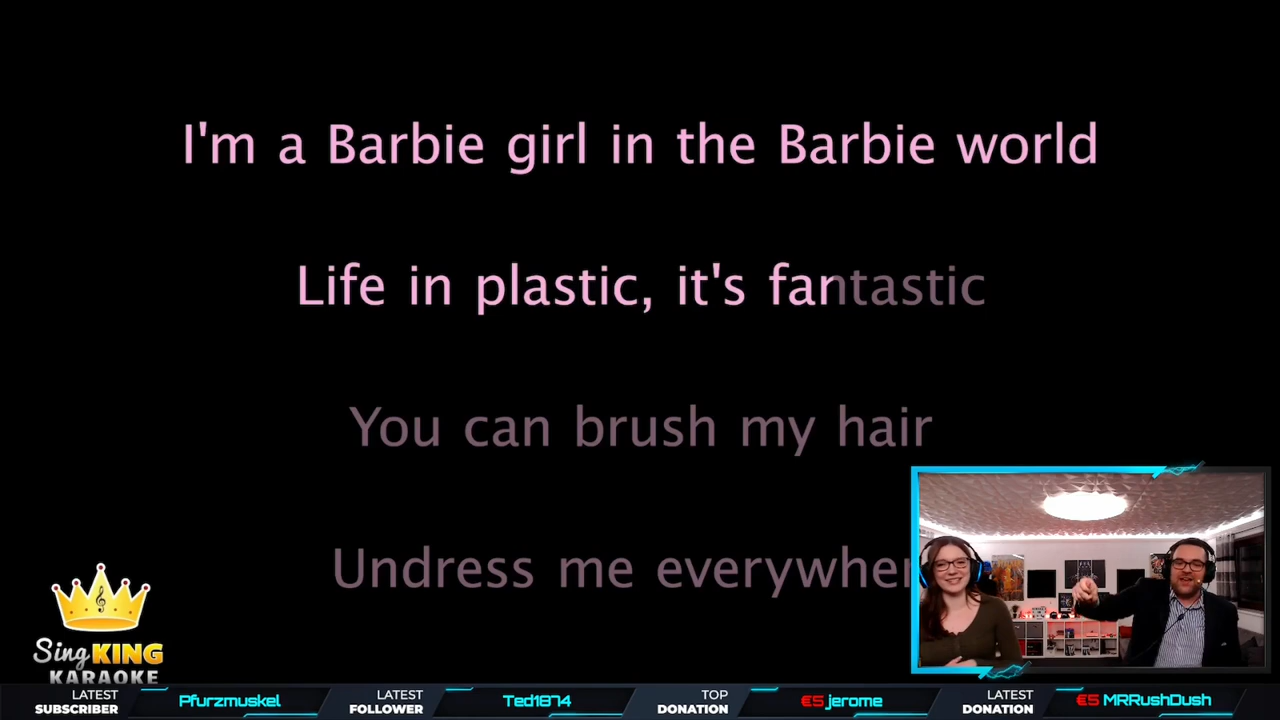 I'm a Barbie girl in the Barbie world
Life in plastic, it's fantastic
You can brush my hair
Undress me everywher
Sing KING
KARAOKE
LATEST SUBSCRIBER Pfurzmuskel
LATEST FOLLOWER Ted1874
TOP DONATION €5 jerome
LATEST DONATION €5 MRRushDush